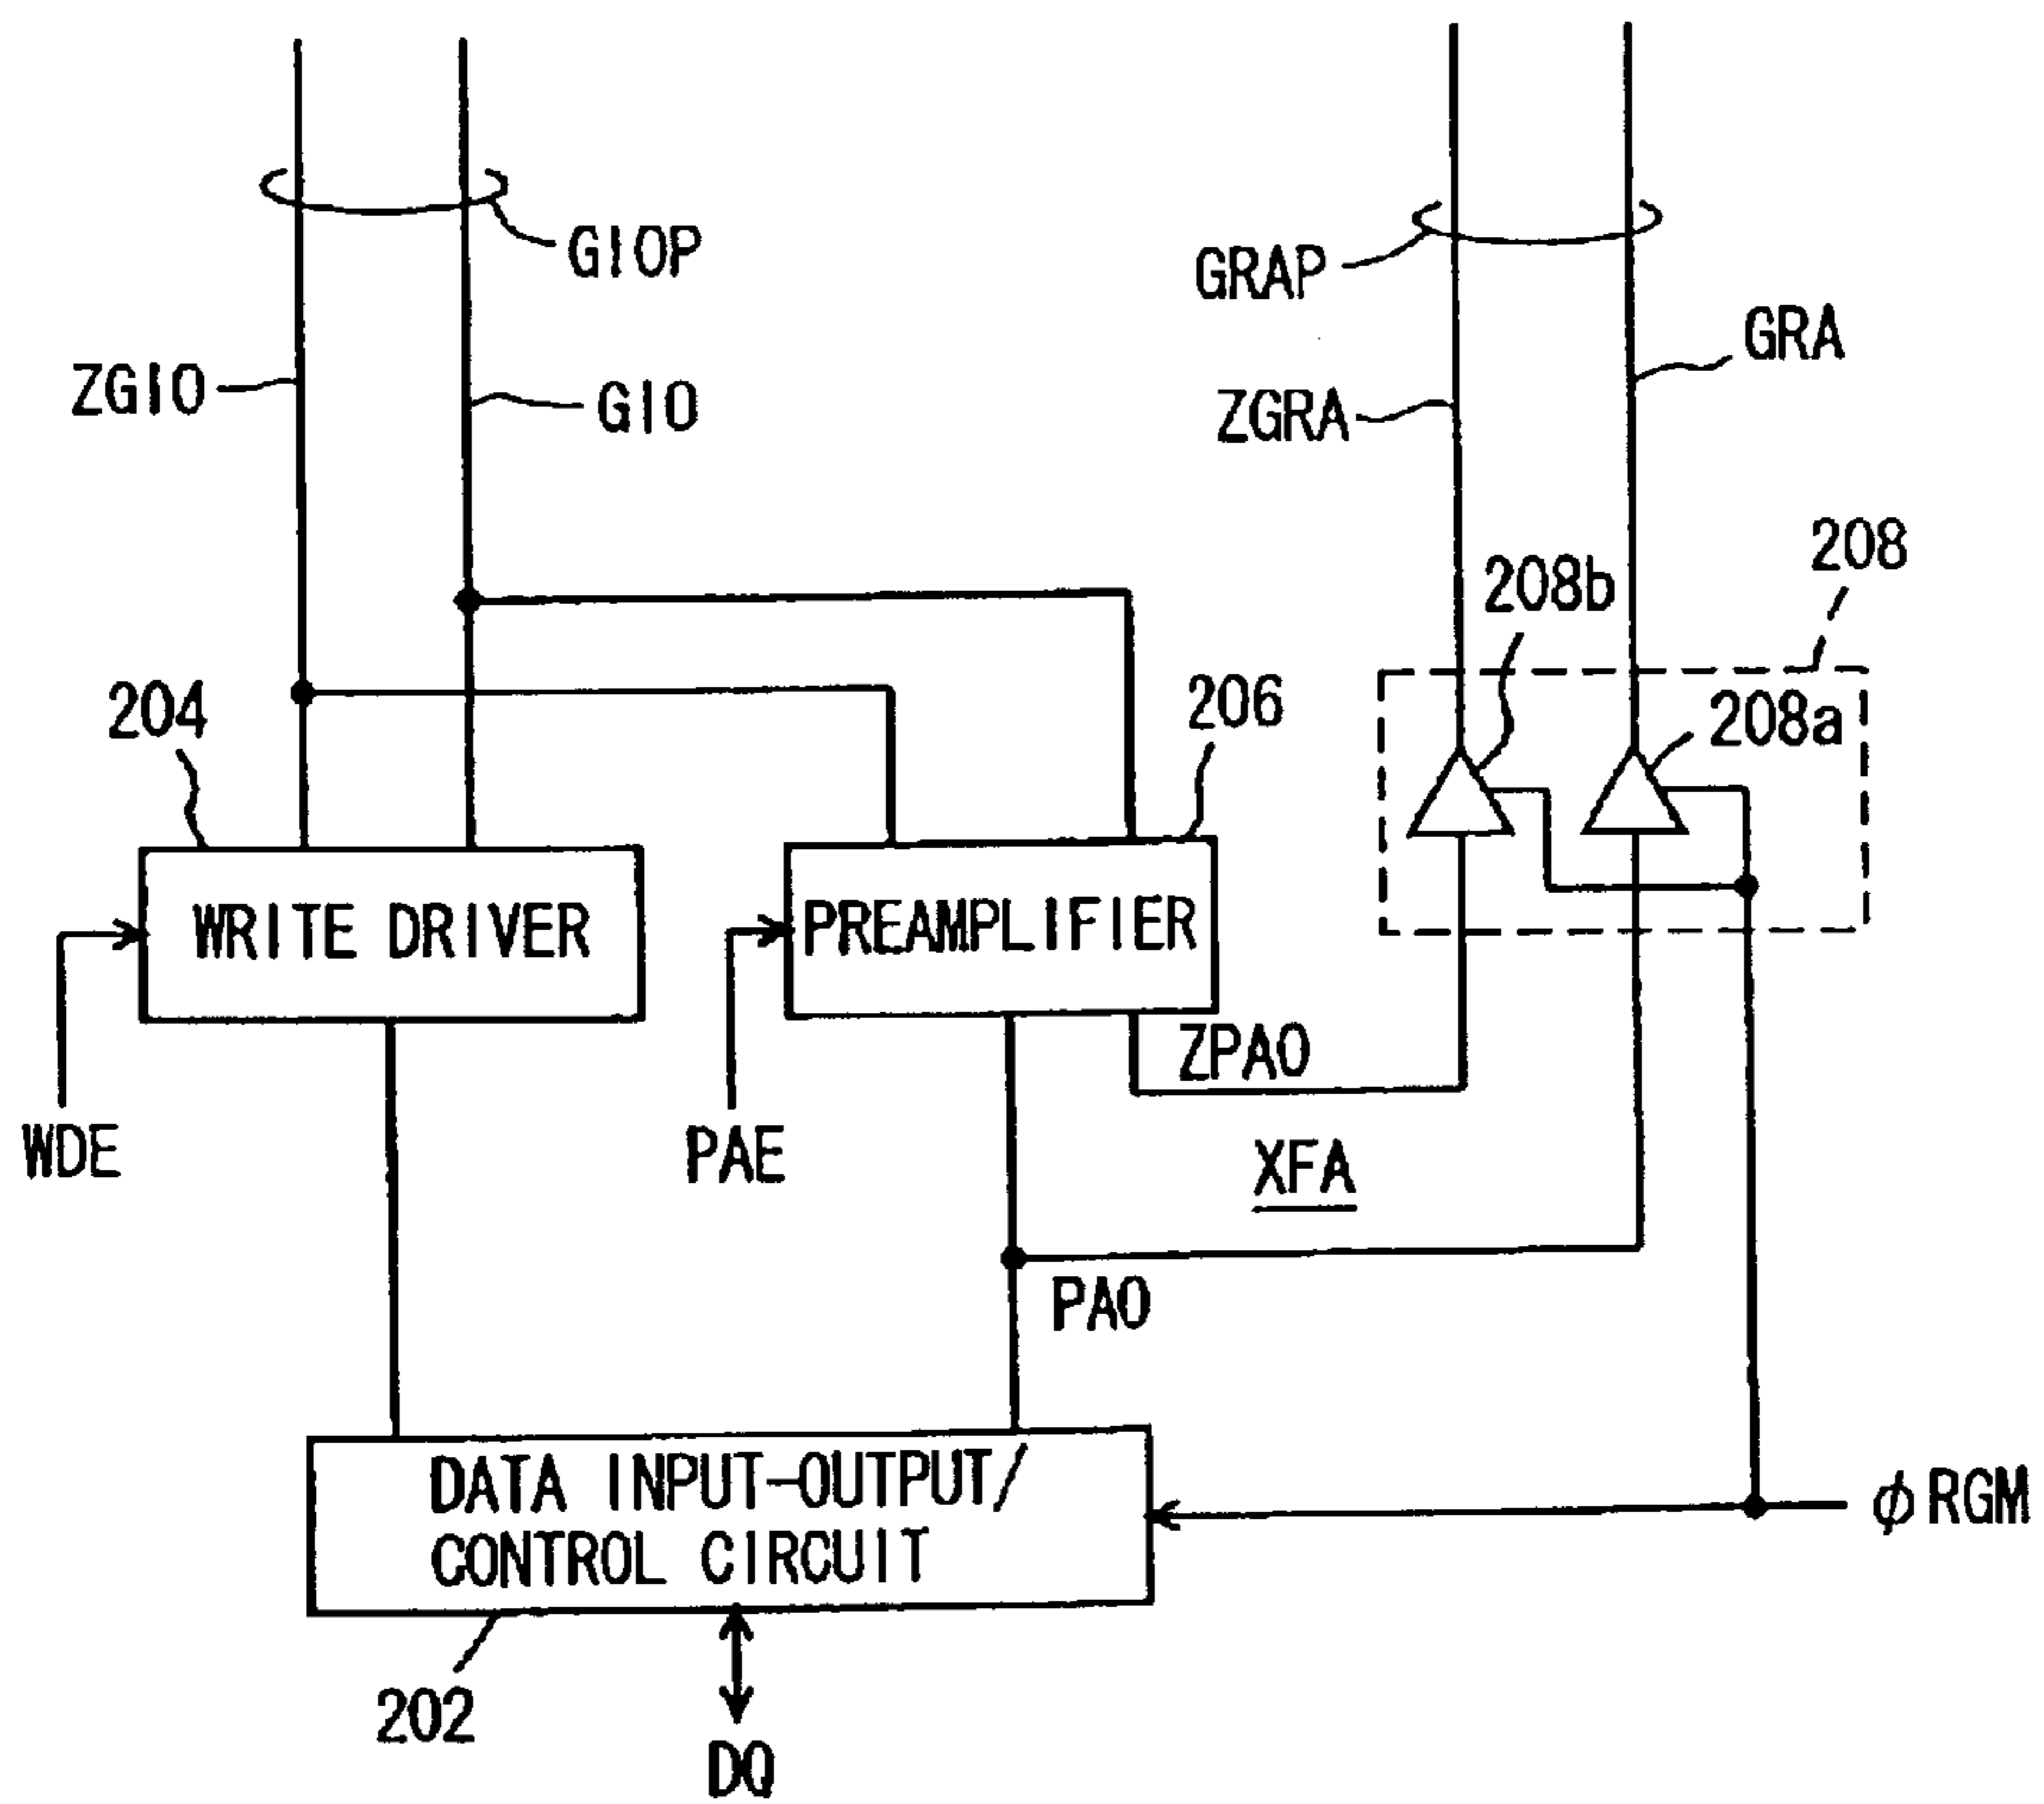 GIOP
GRAP
GRA
ZGIO
GIO
ZGRA
208
208b
204
206
208a
WRITE DRIVER
PREAMPLIFIER
ZPAO
WDE
PAE
XFA
PAO
DATA INPUT-OUTPUT/
CONTROL CIRCUIT
φRGM
202
DQ